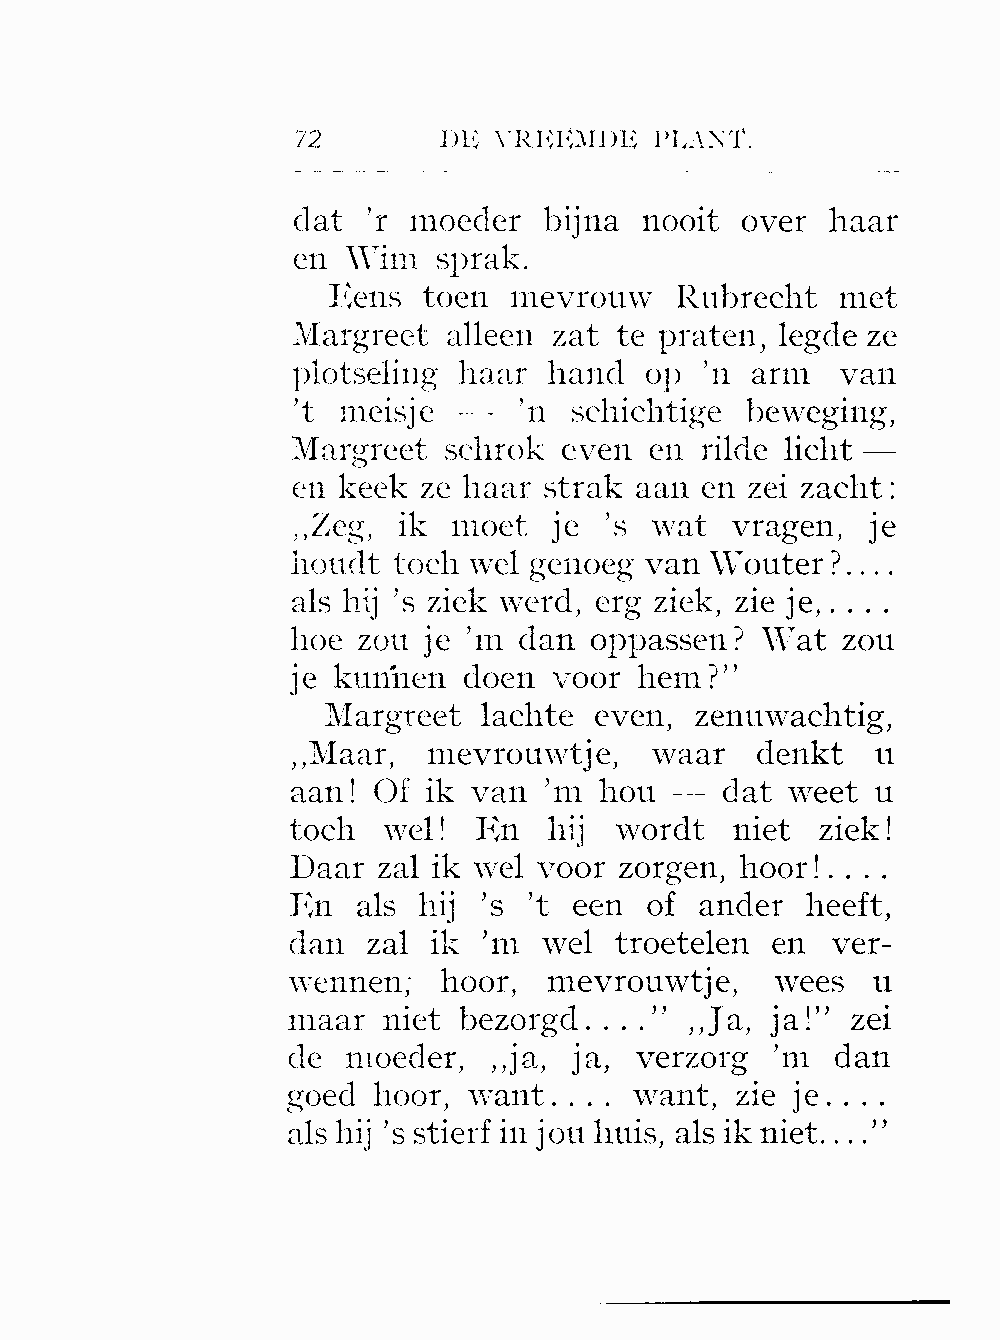 72 DE VREEMDE PLANT.
dat 'r moeder bijna nooit over haar
en Wim sprak.
Eens toen mevrouw Rubrecht met
Margreet alleen zat te praten, legde ze
plotseling haar hand op 'n arm van
't meisje — 'n schichtige beweging,
Margreet schrok even en rilde licht —
en keek ze haar strak aan en zei zacht:
,,Zeg, ik moet je 's wat vragen, je
houdt toch wel genoeg van Wouter?....
als hij 's ziek werd, erg ziek, zie je,....
hoe zou je 'm dan oppassen? Wat zou
je kunnen doen voor hem?"
Margreet lachte even, zenuwachtig,
,,Maar, mevrouwtje, waar denkt u
aan! Of ik van 'm hou — dat weet u
toch wel! En hij wordt niet ziek!
Daar zal ik wel voor zorgen, hoor!....
En als hij 's 't een of ander heeft,
dan zal ik 'm wel troetelen en ver-
wennen; hoor, mevrouwtje, wees u
maar niet bezorgd...." ,,Ja, ja!" zei
de moeder, ,,ja, ja, verzorg 'm dan
goed hoor, want.... want, zie je....
als hij 's stierf in jou huis, als ik niet...."